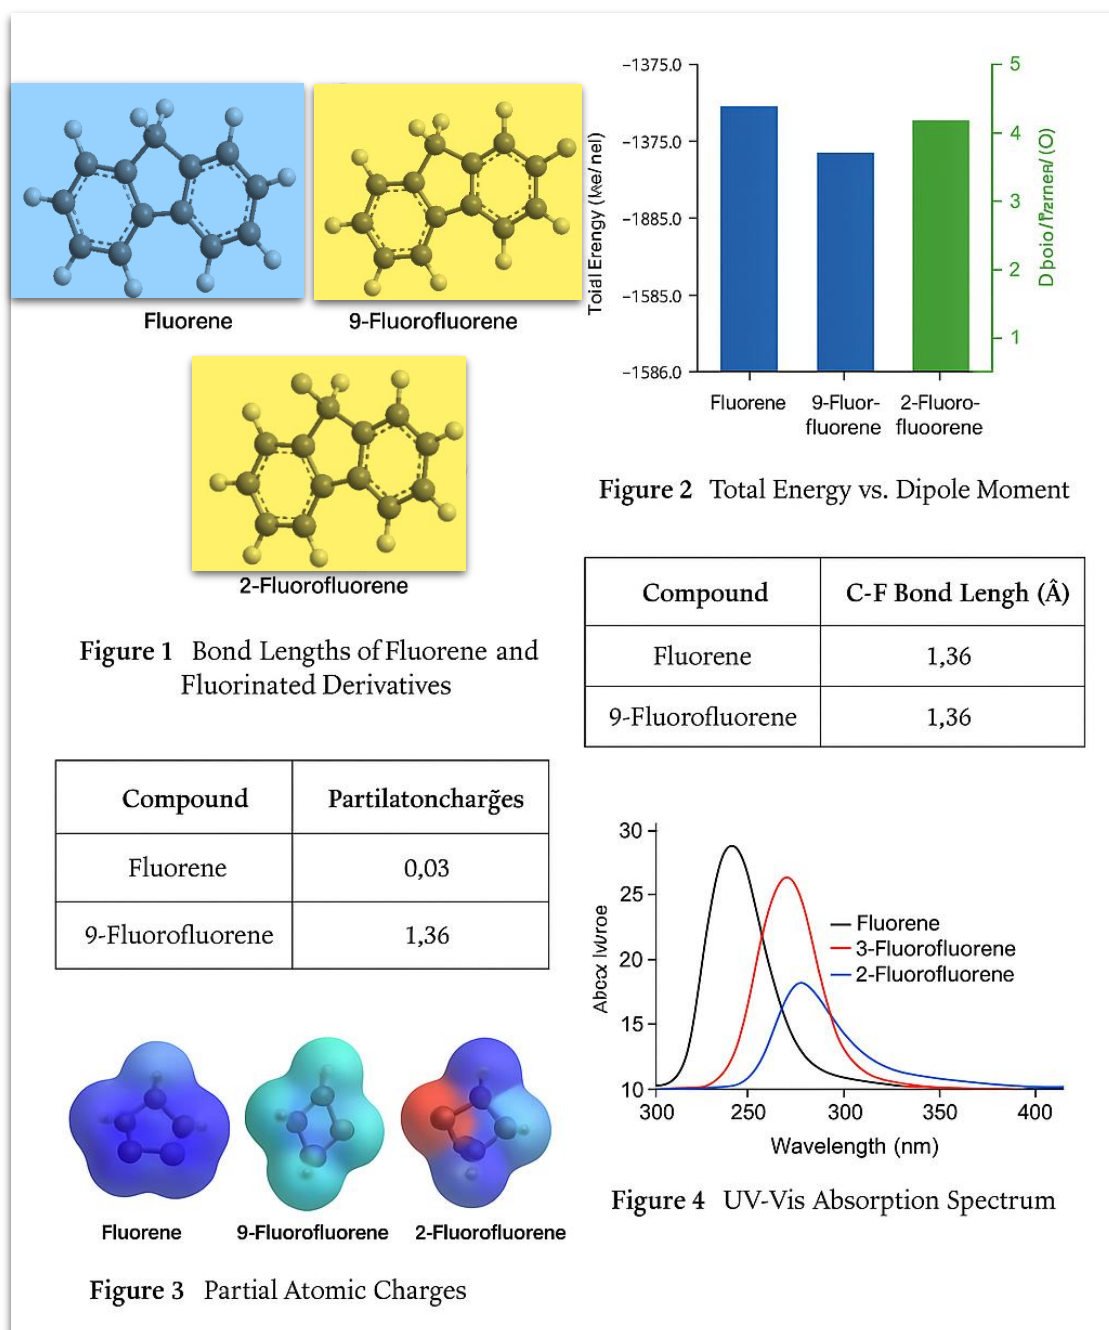 Fluorene
9-Fluorofluorene
2-Fluorofluorene
Figure 1 Bond Lengths of Fluorene and
Fluorinated Derivatives
−1375.0
−1375.0
−1885.0
−1585.0
−1586.0
5
4
3
2
1
Fluorene
9-Fluor-
fluorene
2-Fluoro-
fluoorene
Figure 2 Total Energy vs. Dipole Moment
Compound
C-F Bond Lengh (Â)
Fluorene
1,36
9-Fluorofluorene
1,36
Compound
Partilatoncharğes
Fluorene
0,03
9-Fluorofluorene
1,36
Fluorene
9-Fluorofluorene
2-Fluorofluorene
Figure 3 Partial Atomic Charges
30
25
20
15
10
300
250
300
350
400
Fluorene
3-Fluorofluorene
2-Fluorofluorene
Wavelength (nm)
Figure 4 UV-Vis Absorption Spectrum